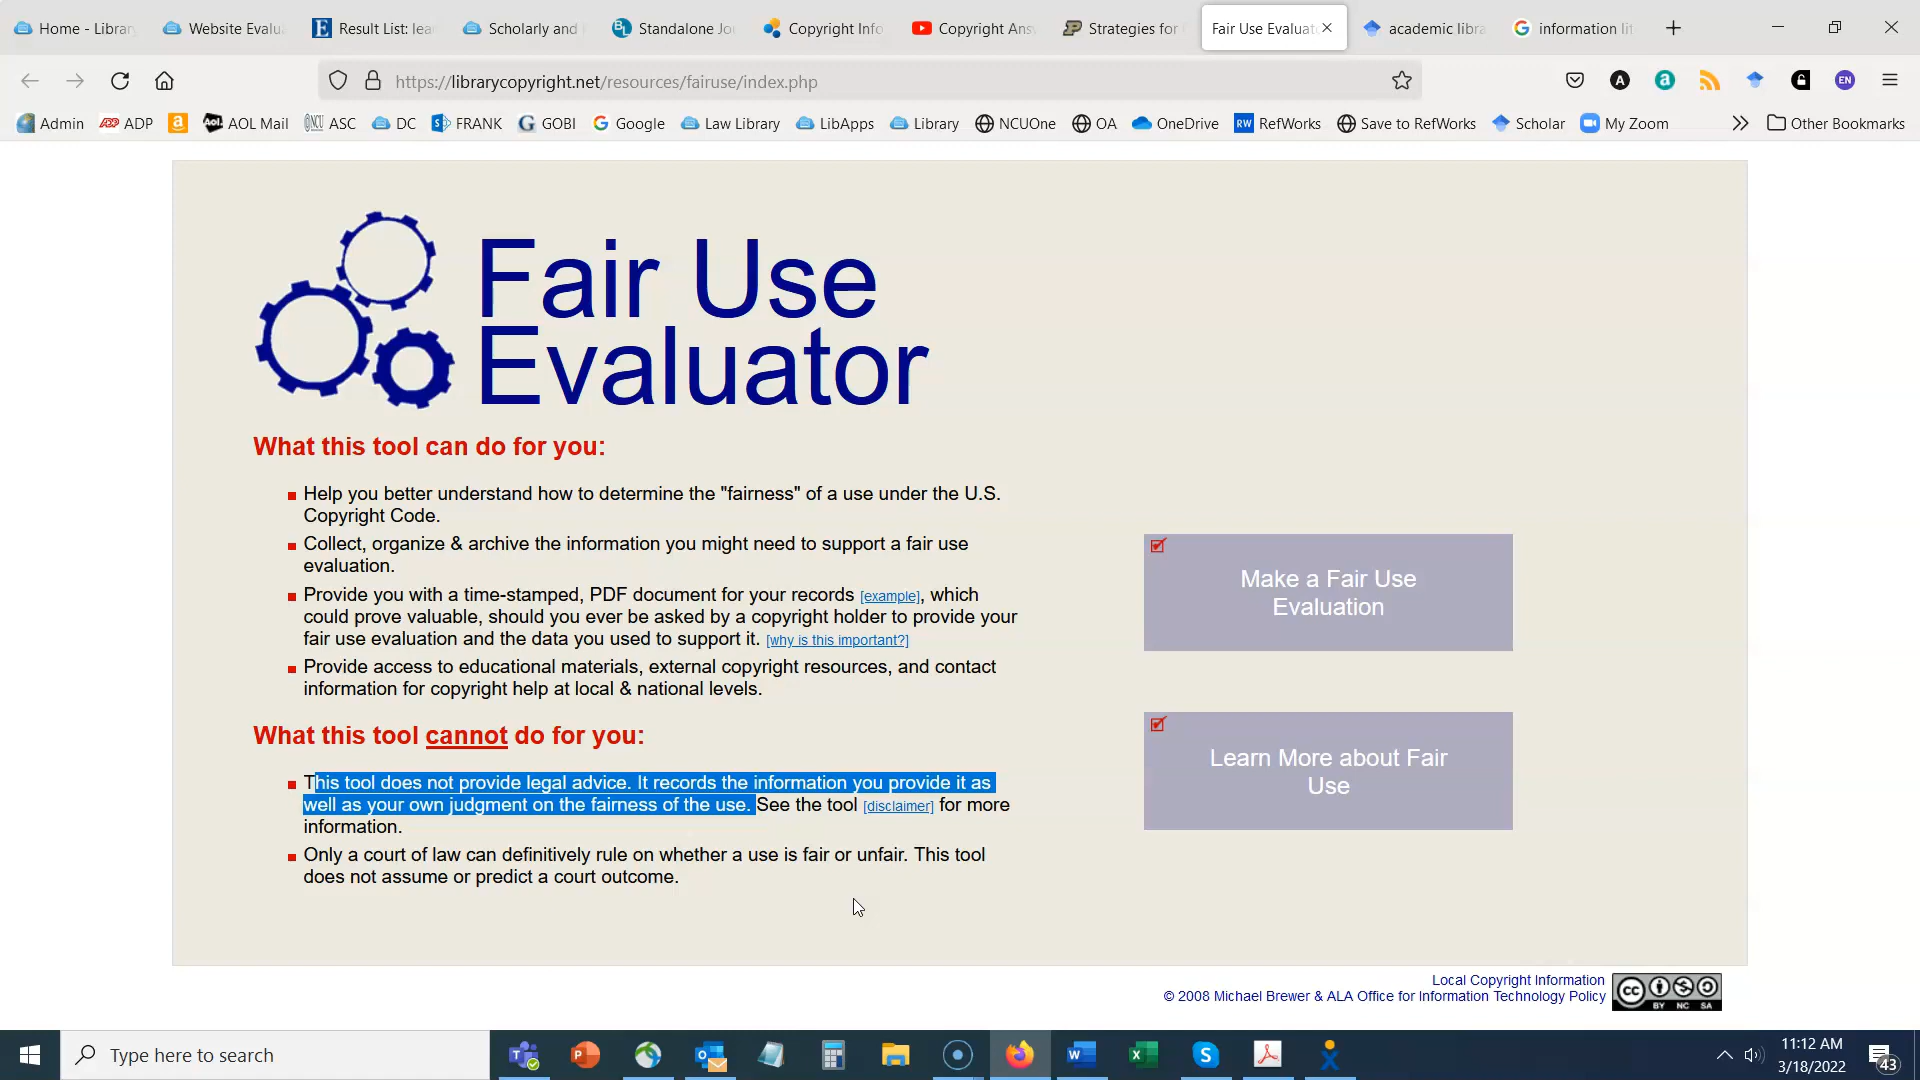 Home - Librar
Website Evalu
Result List: lea
Scholarly and
Standalone Jo
Copyright Info
Copyright Ans
Strategies for
Fair Use Evaluat
academic libra
information lit
https://librarycopyright.net/resources/fairuse/index.php
Admin ADP AOL Mail ASC DC FRANK GOBI Google Law Library LibApps Library NCUOne OA OneDrive RefWorks Save to RefWorks Scholar My Zoom Other Bookmarks
Fair Use
Evaluator
What this tool can do for you:
Help you better understand how to determine the "fairness" of a use under the U.S.
Copyright Code.
Collect, organize & archive the information you might need to support a fair use
evaluation.
Provide you with a time-stamped, PDF document for your records [example], which
could prove valuable, should you ever be asked by a copyright holder to provide your
fair use evaluation and the data you used to support it. [why is this important?]
Provide access to educational materials, external copyright resources, and contact
information for copyright help at local & national levels.
What this tool cannot do for you:
This tool does not provide legal advice. It records the information you provide it as
well as your own judgment on the fairness of the use. See the tool [disclaimer] for more
information.
Only a court of law can definitively rule on whether a use is fair or unfair. This tool
does not assume or predict a court outcome.
Make a Fair Use
Evaluation
Learn More about Fair
Use
Local Copyright Information
© 2008 Michael Brewer & ALA Office for Information Technology Policy
CC BY NC SA
Type here to search
11:12 AM
3/18/2022
43